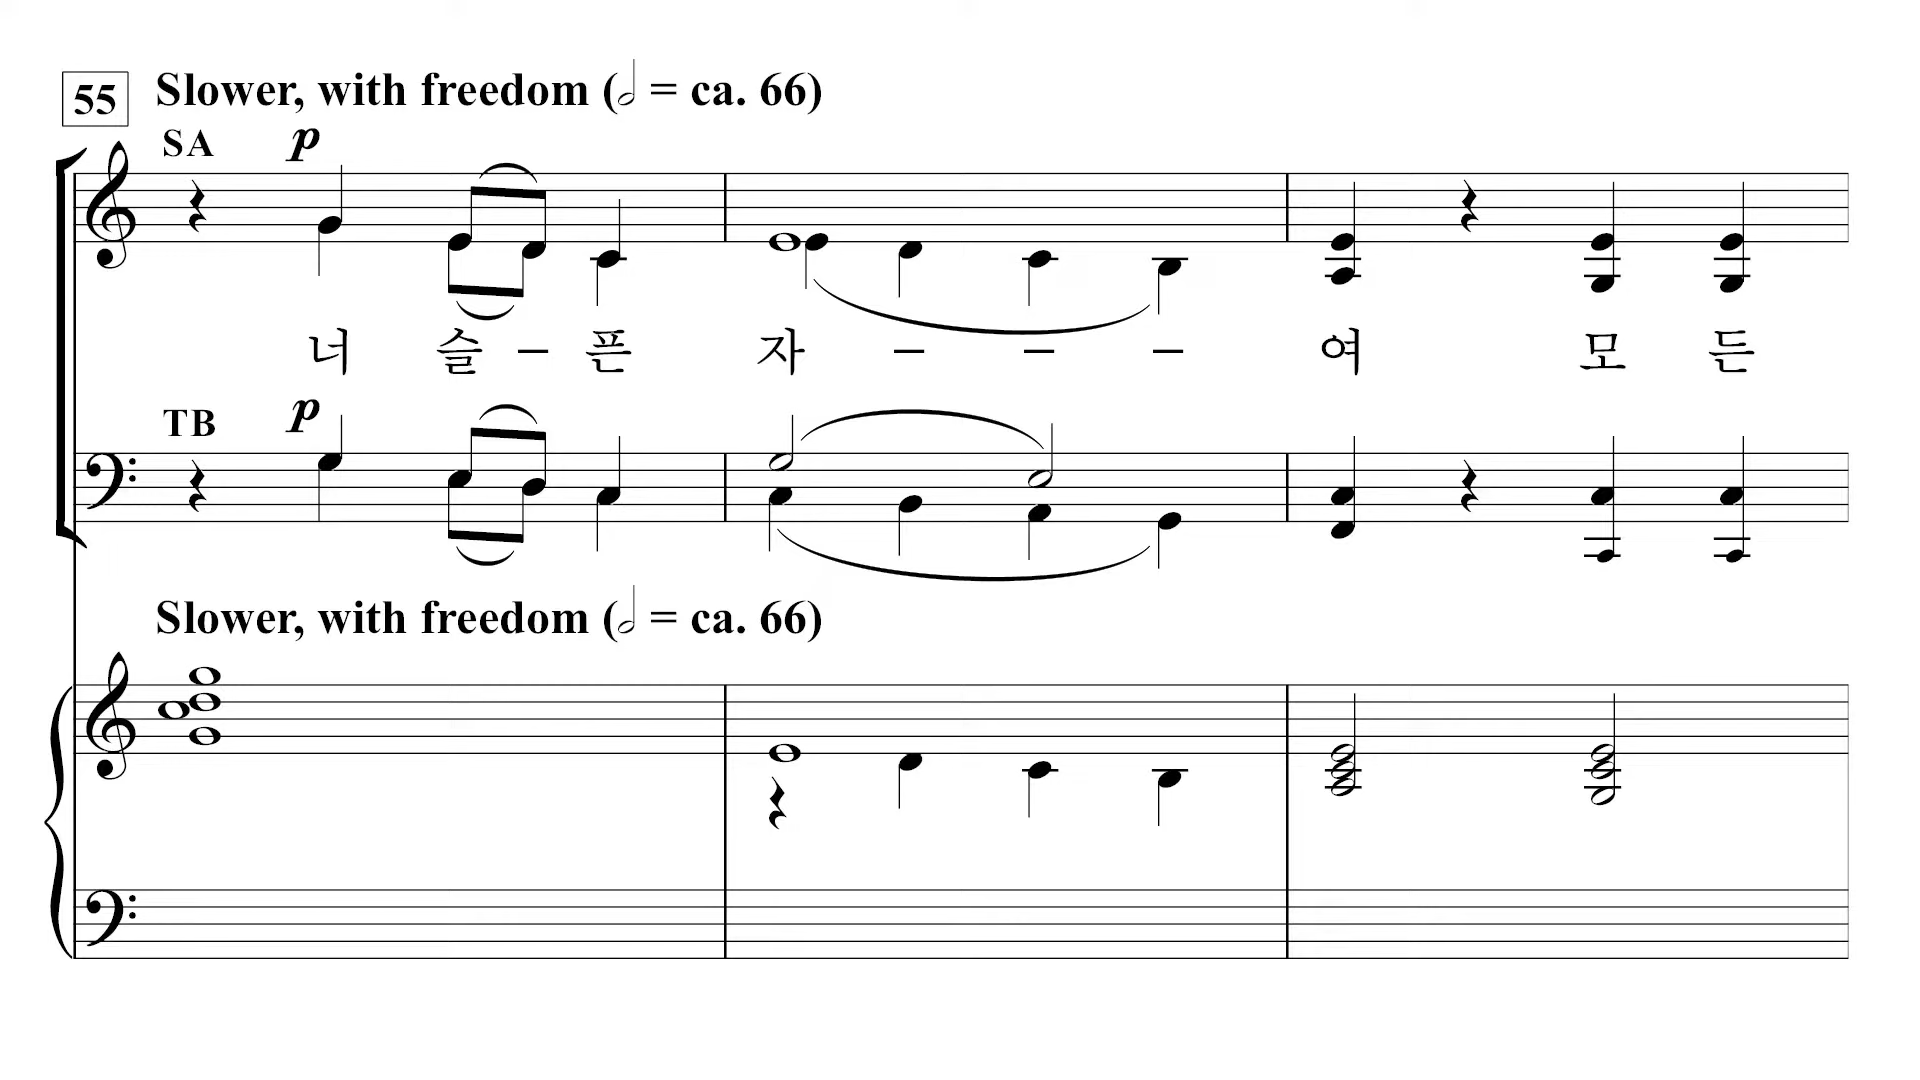 55 Slower, with freedom (𝅗𝅥 = ca. 66)
SA p
너 슬 – 픈 자 – – – 여 모 든
TB p
Slower, with freedom (𝅗𝅥 = ca. 66)